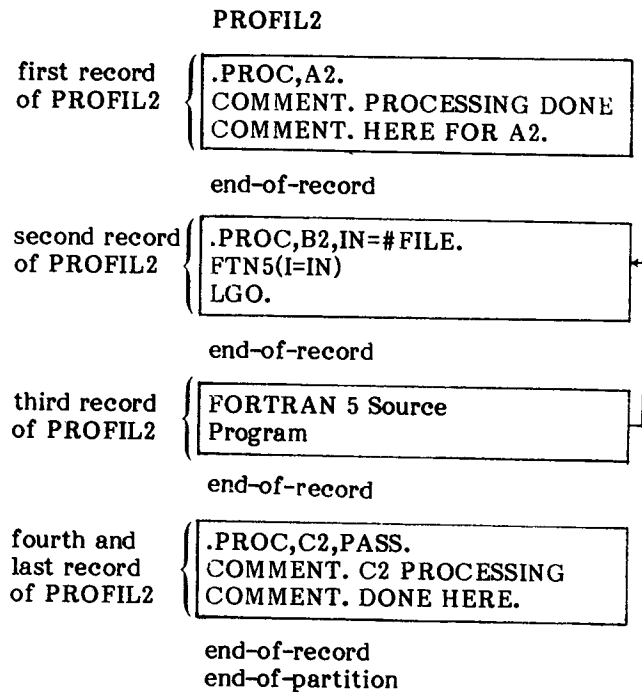 PROFIL2
first record
of PROFIL2
.PROC,A2.
COMMENT. PROCESSING DONE
COMMENT. HERE FOR A2.
end-of-record
second record
of PROFIL2
.PROC,B2,IN=#FILE.
FTN5(I=IN)
LGO.
end-of-record
third record
of PROFIL2
FORTRAN 5 Source
Program
end-of-record
fourth and
last record
of PROFIL2
.PROC,C2,PASS.
COMMENT. C2 PROCESSING
COMMENT. DONE HERE.
end-of-record
end-of-partition